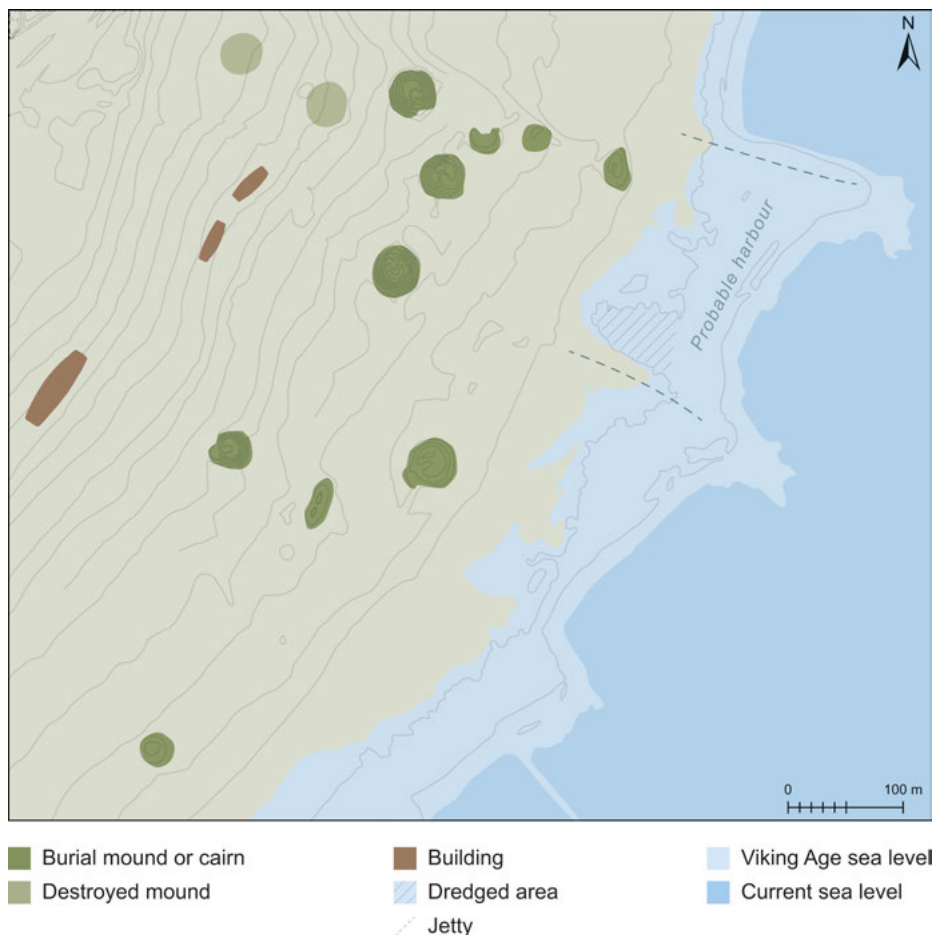 N
Probable harbour
0 100 m
Burial mound or cairn
Destroyed mound
Building
Dredged area
Jetty
Viking Age sea level
Current sea level